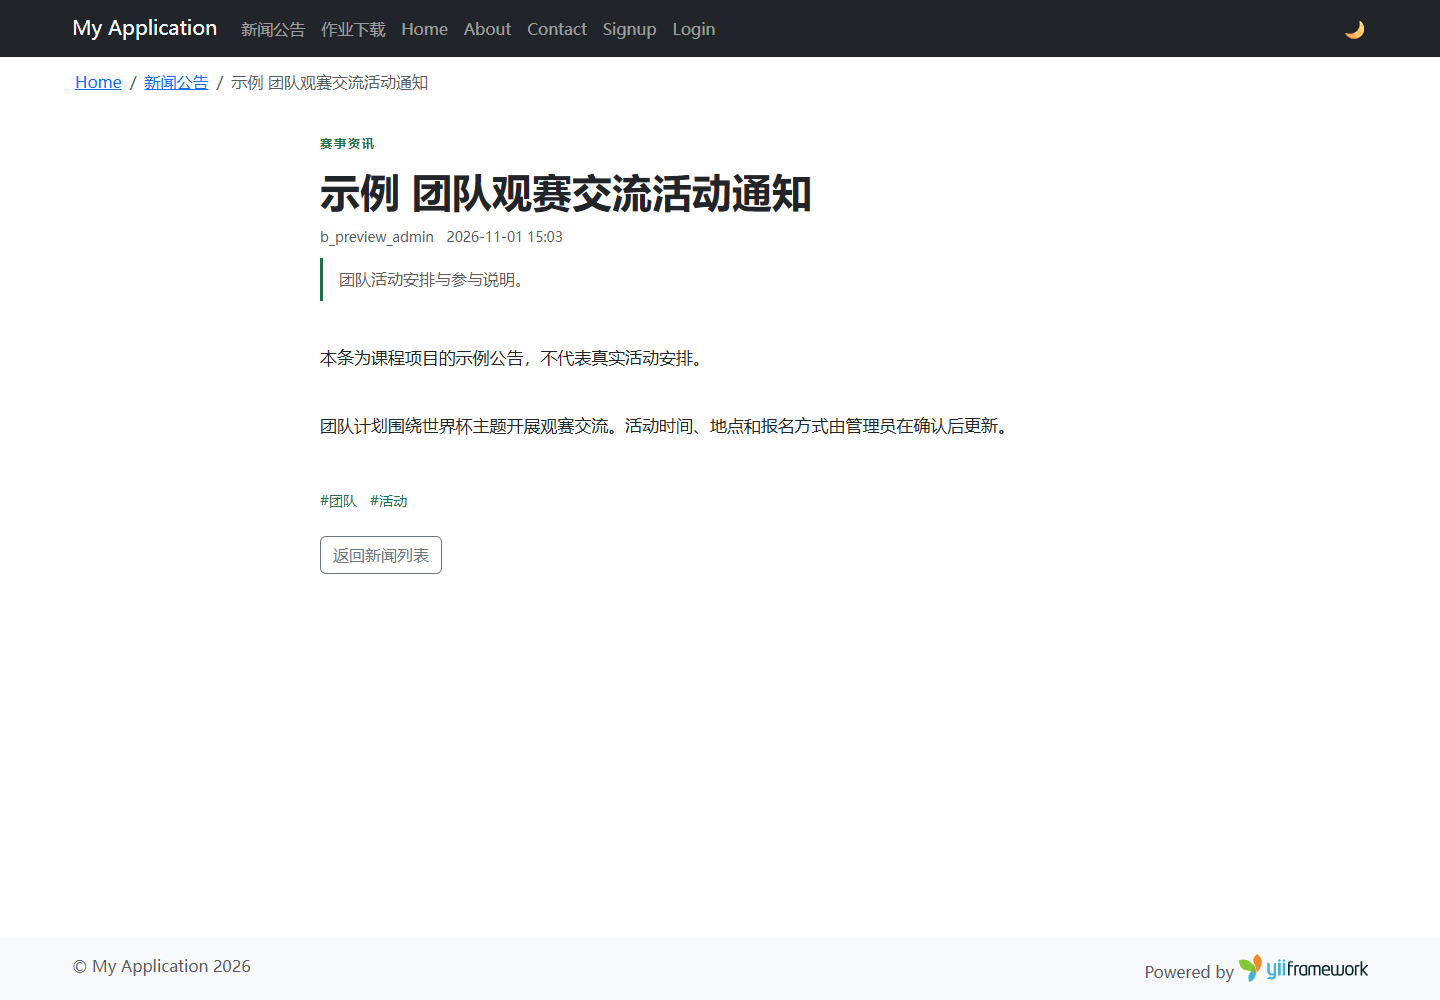 My Application 新闻公告 作业下载 Home About Contact Signup Login
Home / 新闻公告 / 示例 团队观赛交流活动通知
赛事资讯
示例 团队观赛交流活动通知
b_preview_admin 2026-11-01 15:03
团队活动安排与参与说明。
本条为课程项目的示例公告，不代表真实活动安排。
团队计划围绕世界杯主题开展观赛交流。活动时间、地点和报名方式由管理员在确认后更新。
#团队 #活动
返回新闻列表
© My Application 2026
Powered by yiiframework